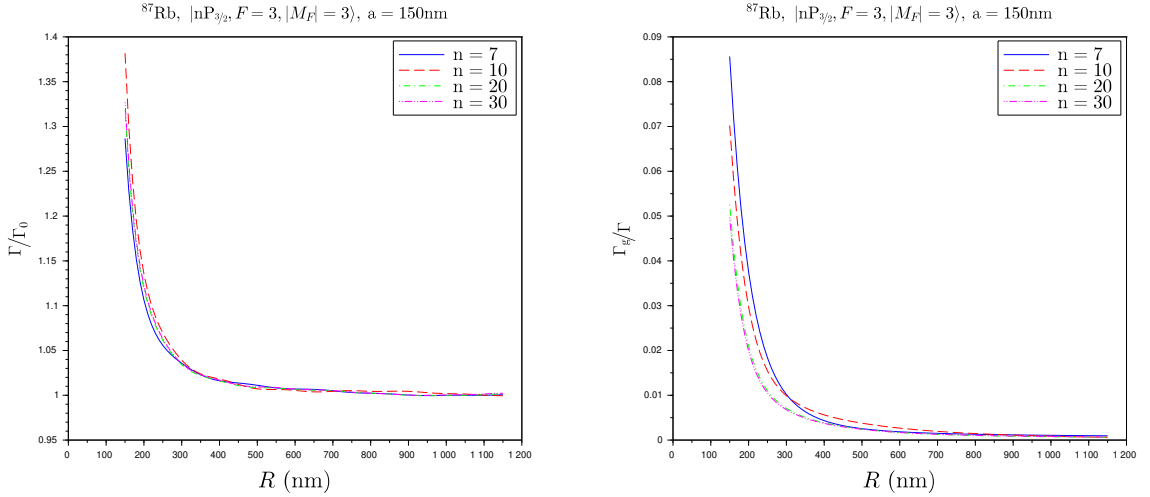 ⁸⁷Rb, |nP₃/₂, F = 3, |M_F| = 3⟩, a = 150nm
Γ/Γ₀
1.4
1.35
1.3
1.25
1.2
1.15
1.1
1.05
1
0.95
n = 7
n = 10
n = 20
n = 30
0 100 200 300 400 500 600 700 800 900 1 000 1 100 1 200
R (nm)
⁸⁷Rb, |nP₃/₂, F = 3, |M_F| = 3⟩, a = 150nm
Γg/Γ
0.09
0.08
0.07
0.06
0.05
0.04
0.03
0.02
0.01
0
n = 7
n = 10
n = 20
n = 30
0 100 200 300 400 500 600 700 800 900 1 000 1 100 1 200
R (nm)